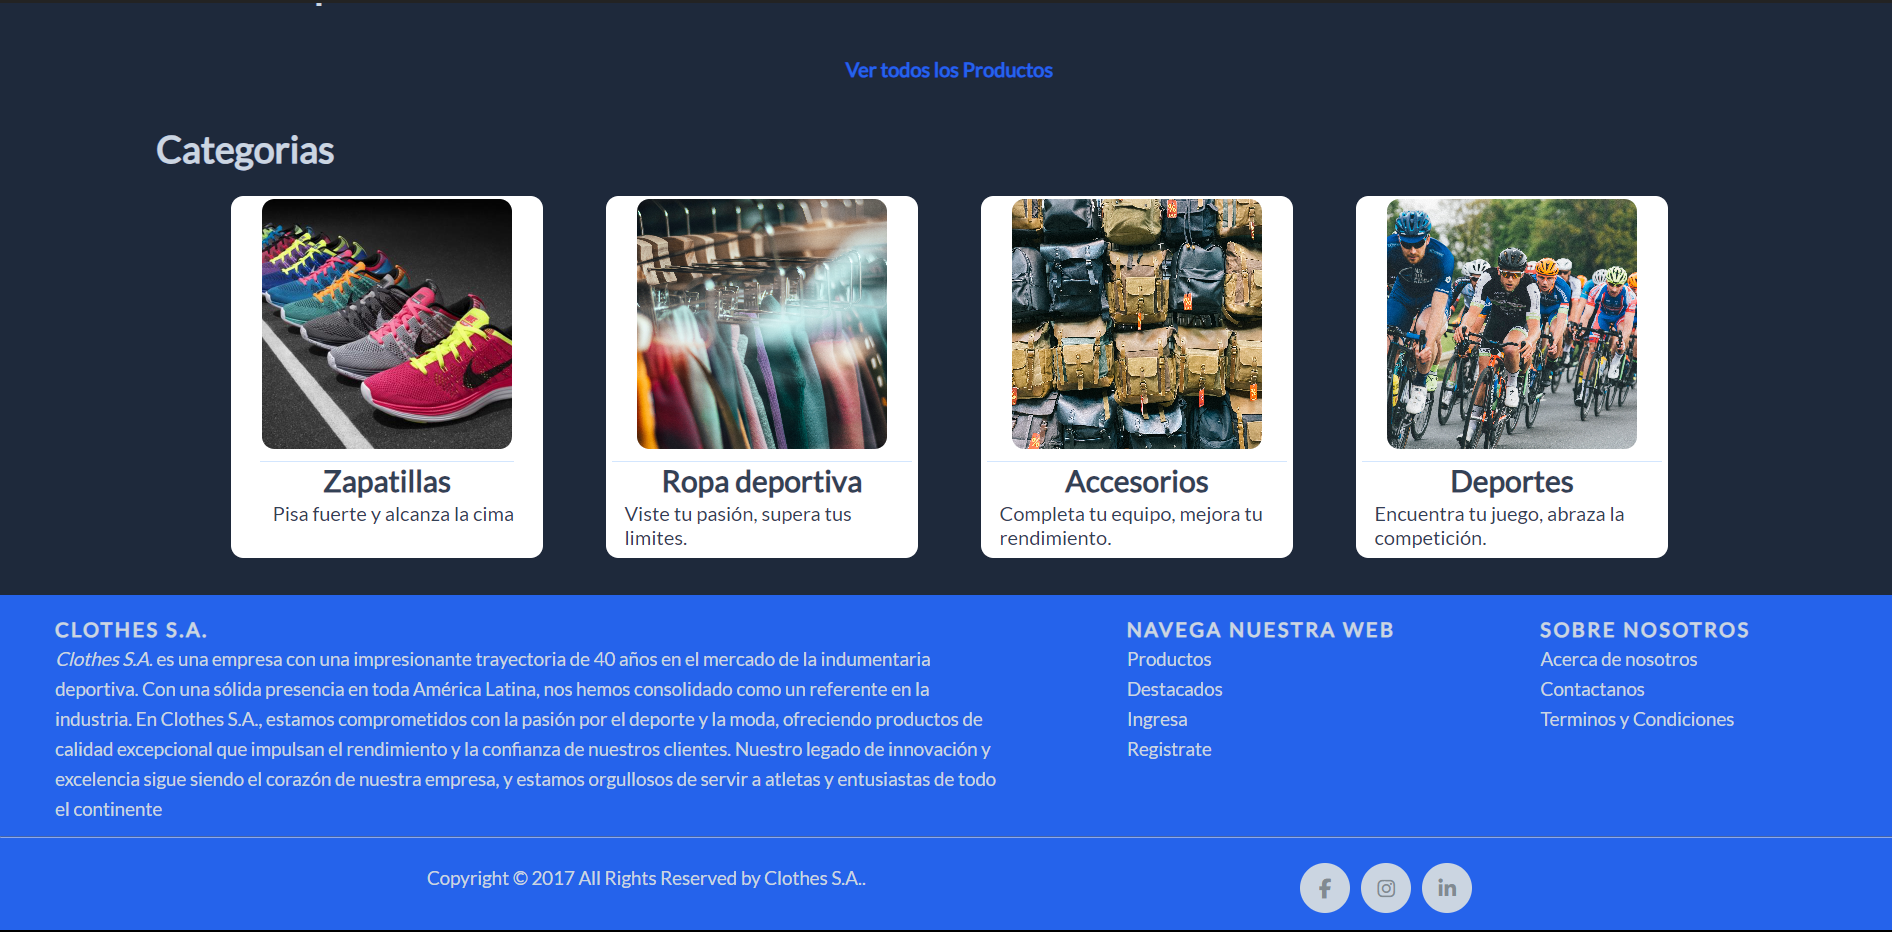 Ver todos los Productos
Categorias
Zapatillas
Pisa fuerte y alcanza la cima
Ropa deportiva
Viste tu pasión, supera tus
limites.
Accesorios
Completa tu equipo, mejora tu
rendimiento.
Deportes
Encuentra tu juego, abraza la
competición.
CLOTHES S.A.
Clothes S.A. es una empresa con una impresionante trayectoria de 40 años en el mercado de la indumentaria
deportiva. Con una sólida presencia en toda América Latina, nos hemos consolidado como un referente en la
industria. En Clothes S.A., estamos comprometidos con la pasión por el deporte y la moda, ofreciendo productos de
calidad excepcional que impulsan el rendimiento y la confianza de nuestros clientes. Nuestro legado de innovación y
excelencia sigue siendo el corazón de nuestra empresa, y estamos orgullosos de servir a atletas y entusiastas de todo
el continente
NAVEGA NUESTRA WEB
Productos
Destacados
Ingresa
Registrate
SOBRE NOSOTROS
Acerca de nosotros
Contactanos
Terminos y Condiciones
Copyright © 2017 All Rights Reserved by Clothes S.A..